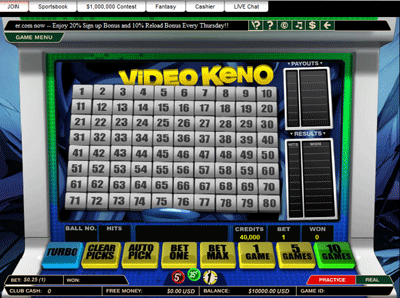 JOIN Sportsbook $1,000,000 Contest Fantasy Cashier LIVE Chat
er.com now -- Enjoy 20% Sign up Bonus and 10% Reload Bonus Every Thursday!!
? ? © $
GAME MENU
VIDEO KENO
PAYOUTS
1 2 3 4 5 6 7 8 9 10
11 12 13 14 15 16 17 18 19 20
21 22 23 24 25 26 27 28 29 30
31 32 33 34 35 36 37 38 39 40
RESULTS
HITS WON
41 42 43 44 45 46 47 48 49 50
51 52 53 54 55 56 57 58 59 60
61 62 63 64 65 66 67 68 69 70
71 72 73 74 75 76 77 78 79 80
BALL NO. HITS CREDITS BET WON
40,000 1 0
TURBO CLEAR PICKS AUTO PICK BET ONE BET MAX 1 GAME 5 GAMES 10 GAMES
BET: $0.25 (1) WON: 5¢ 25¢ PRACTICE REAL
CLUB CASH: 0 FREE MONEY: $0.00 USD BALANCE: $10000.00 USD GAME ID: